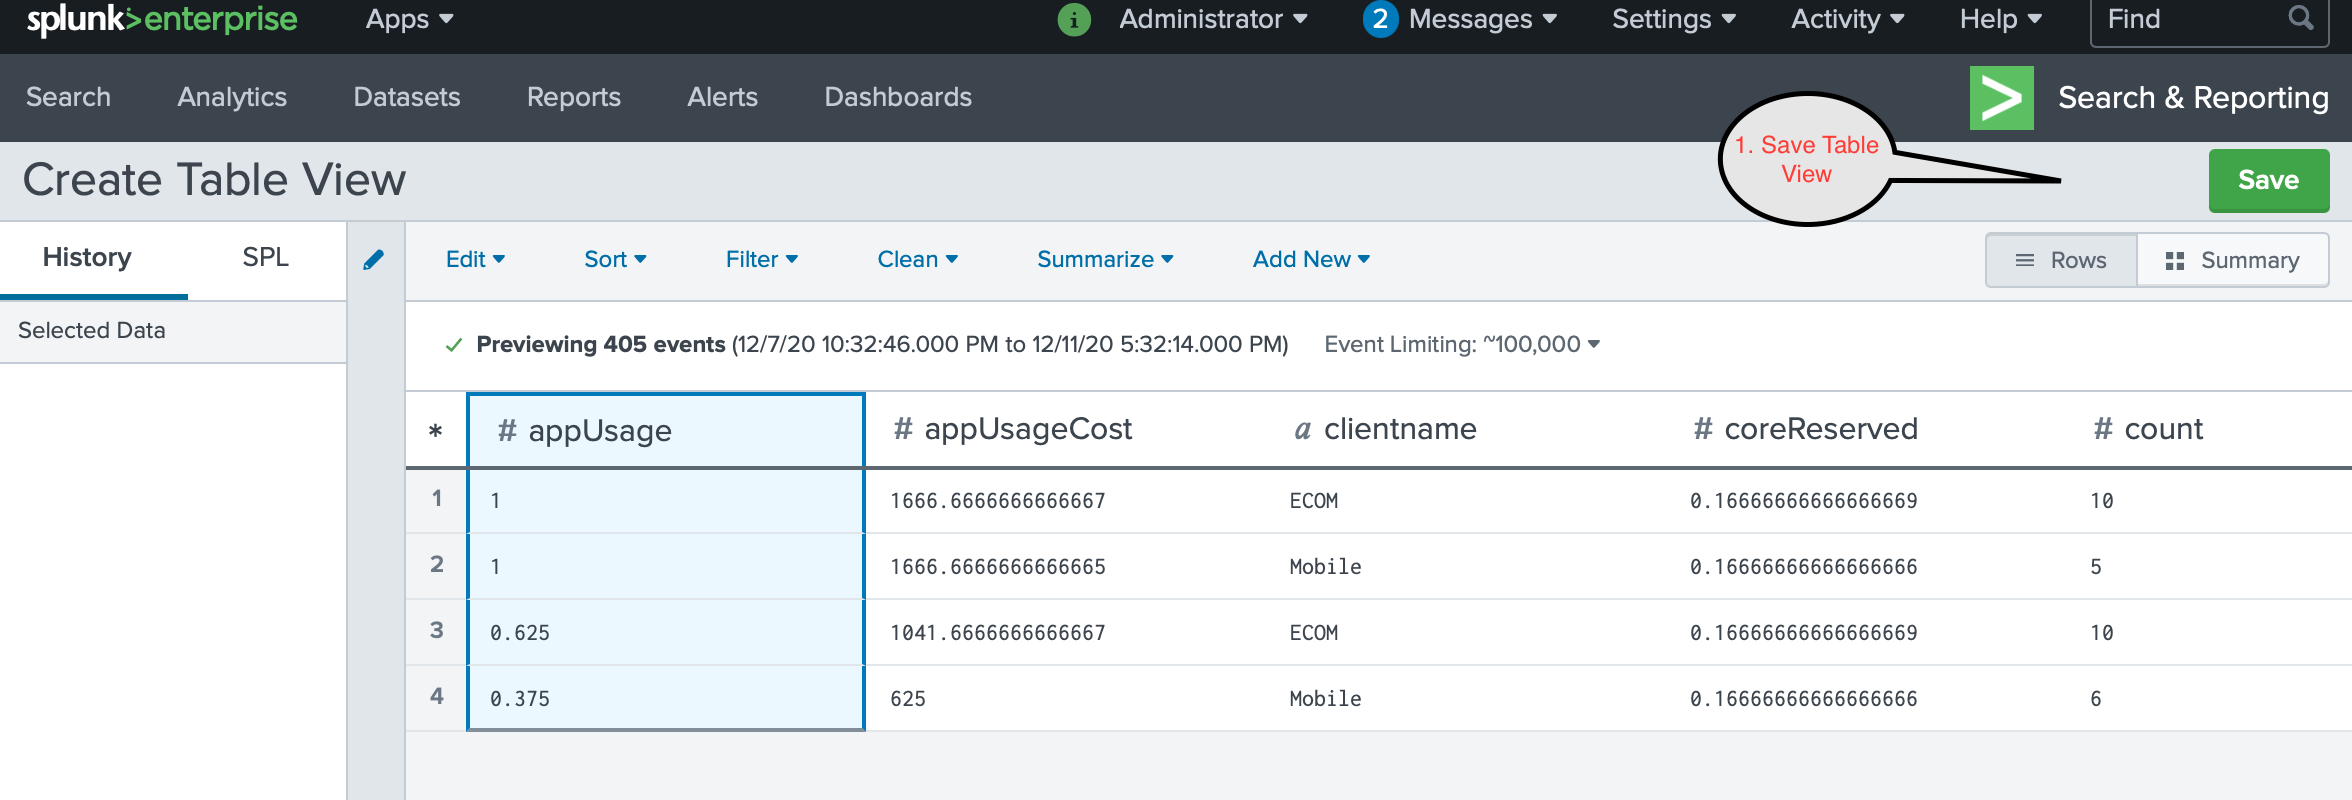 splunk>enterprise Apps i Administrator 2 Messages Settings Activity Help Find
Search Analytics Datasets Reports Alerts Dashboards > Search & Reporting
1. Save Table
View
Create Table View Save
History SPL Edit Sort Filter Clean Summarize Add New Rows Summary
Selected Data
✓ Previewing 405 events (12/7/20 10:32:46.000 PM to 12/11/20 5:32:14.000 PM) Event Limiting: ~100,000
* # appUsage # appUsageCost a clientname # coreReserved # count
1 1 1666.6666666666667 ECOM 0.16666666666666669 10
2 1 1666.6666666666665 Mobile 0.16666666666666666 5
3 0.625 1041.6666666666667 ECOM 0.16666666666666669 10
4 0.375 625 Mobile 0.16666666666666666 6